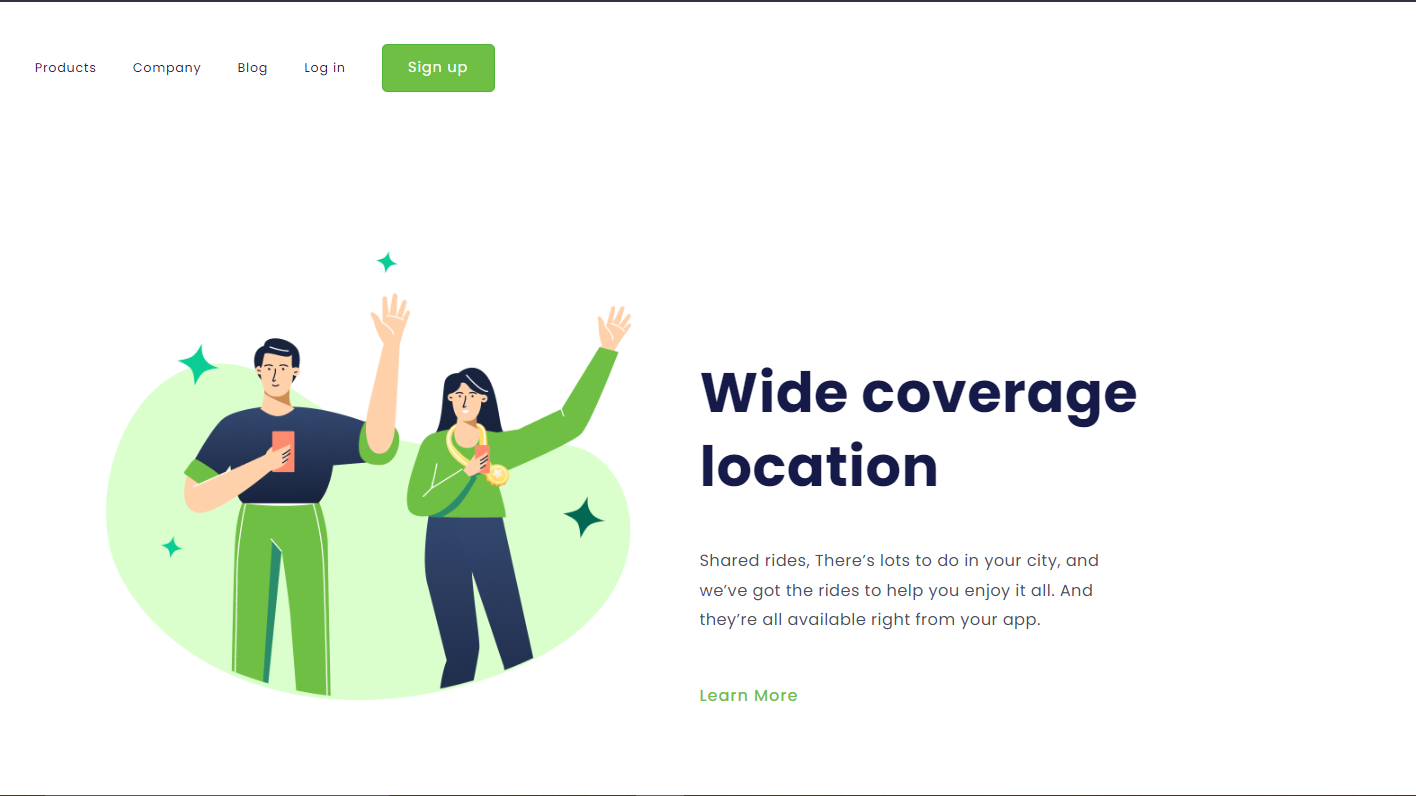 Products Company Blog Log in Sign up
Wide coverage
location
Shared rides, There’s lots to do in your city, and
we’ve got the rides to help you enjoy it all. And
they’re all available right from your app.
Learn More